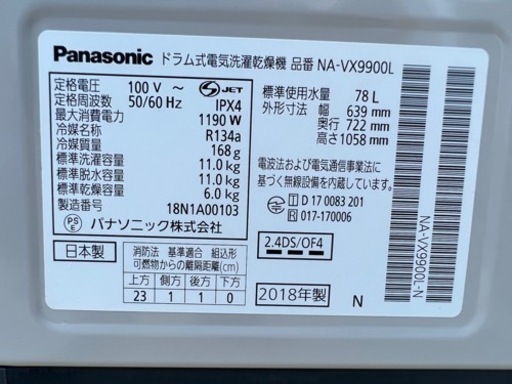 Panasonic ドラム式電気洗濯乾燥機 品番 NA-VX9900L
定格電圧 100 V～ S JET
定格周波数 50/60 Hz IPX4
最大消費電力 1190 W
冷媒名称 R134a
冷媒質量 168 g
標準洗濯容量 11.0 kg
標準脱水容量 11.0 kg
標準乾燥容量 6.0 kg
製造番号 18N1A00103
PSE パナソニック株式会社
日本製
消防法 基準適合 組込形
可燃物からの離隔距離(cm)
上方 側方 後方 下方
23 1 1 0
標準使用水量 78 L
外形寸法 幅 639 mm
奥行 722 mm
高さ 1058 mm
電波法および電気通信事業法に
基づく無線設備を内蔵しています。
T D 17 0083 201
R 017-170006
2.4DS/OF4
2018年製 N
NA-VX9900L-N